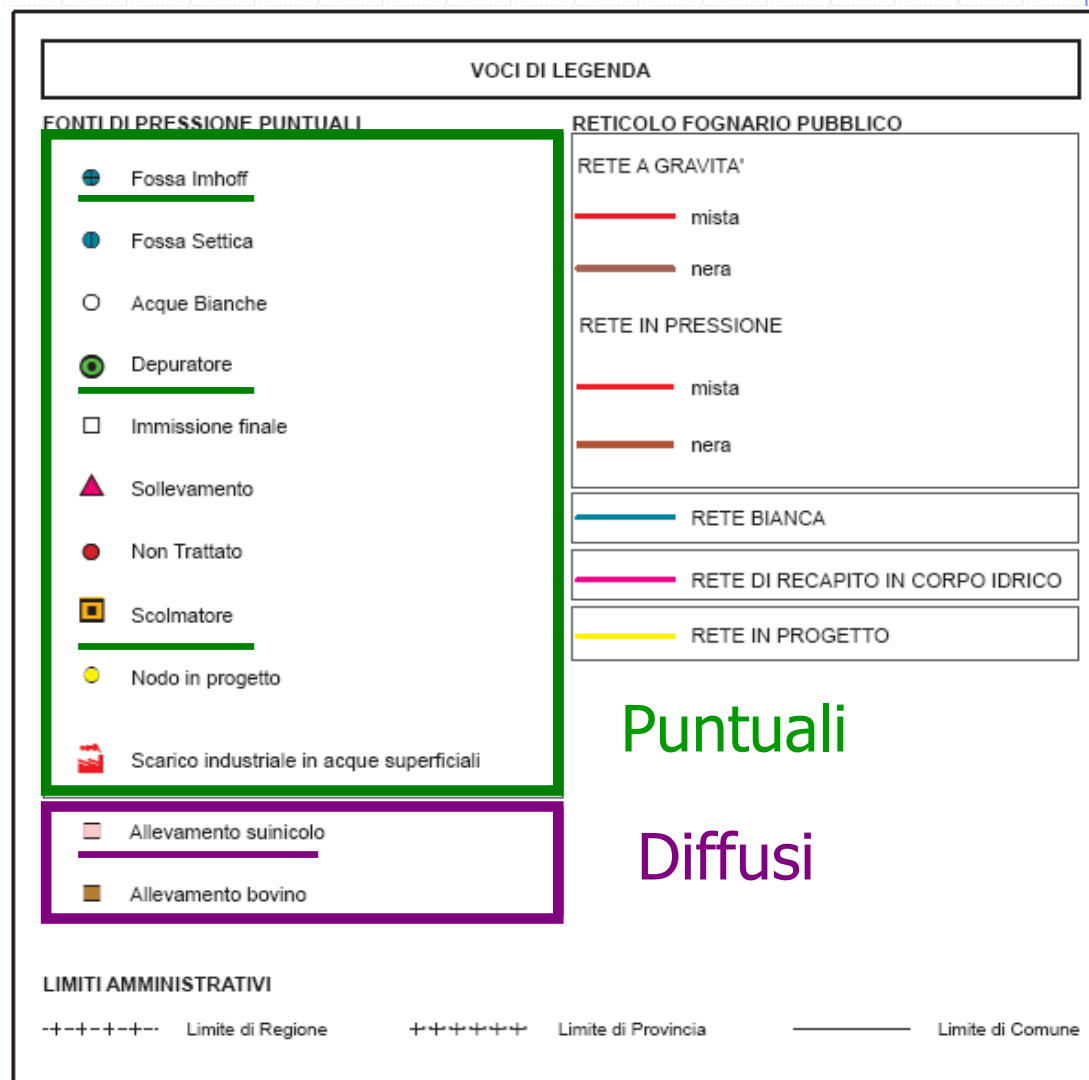 VOCI DI LEGENDA
FONTI DI PRESSIONE PUNTUALI
Fossa Imhoff
Fossa Settica
Acque Bianche
Depuratore
Immissione finale
Sollevamento
Non Trattato
Scolmatore
Nodo in progetto
Scarico industriale in acque superficiali
Allevamento suinicolo
Allevamento bovino
RETICOLO FOGNARIO PUBBLICO
RETE A GRAVITA'
mista
nera
RETE IN PRESSIONE
mista
nera
RETE BIANCA
RETE DI RECAPITO IN CORPO IDRICO
RETE IN PROGETTO
Puntuali
Diffusi
LIMITI AMMINISTRATIVI
Limite di Regione
Limite di Provincia
Limite di Comune